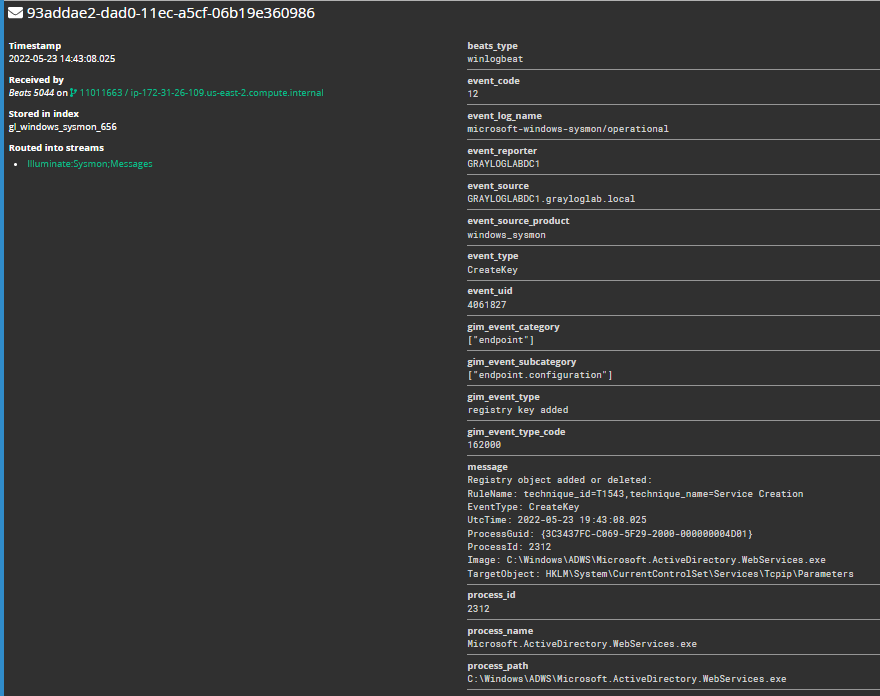 93addae2-dad0-11ec-a5cf-06b19e360986
Timestamp
2022-05-23 14:43:08.025
Received by
Beats 5044 on 11011663 / ip-172-31-26-109.us-east-2.compute.internal
Stored in index
gl_windows_sysmon_656
Routed into streams
Illuminate:Sysmon;Messages
beats_type
winlogbeat
event_code
12
event_log_name
microsoft-windows-sysmon/operational
event_reporter
GRAYLOGLABDC1
event_source
GRAYLOGLABDC1.grayloglab.local
event_source_product
windows_sysmon
event_type
CreateKey
event_uid
4061827
gim_event_category
["endpoint"]
gim_event_subcategory
["endpoint.configuration"]
gim_event_type
registry key added
gim_event_type_code
162000
message
Registry object added or deleted:
RuleName: technique_id=T1543,technique_name=Service Creation
EventType: CreateKey
UtcTime: 2022-05-23 19:43:08.025
ProcessGuid: {3C3437FC-C069-5F29-2000-000000004D01}
ProcessId: 2312
Image: C:\Windows\ADWS\Microsoft.ActiveDirectory.WebServices.exe
TargetObject: HKLM\System\CurrentControlSet\Services\Tcpip\Parameters
process_id
2312
process_name
Microsoft.ActiveDirectory.WebServices.exe
process_path
C:\Windows\ADWS\Microsoft.ActiveDirectory.WebServices.exe